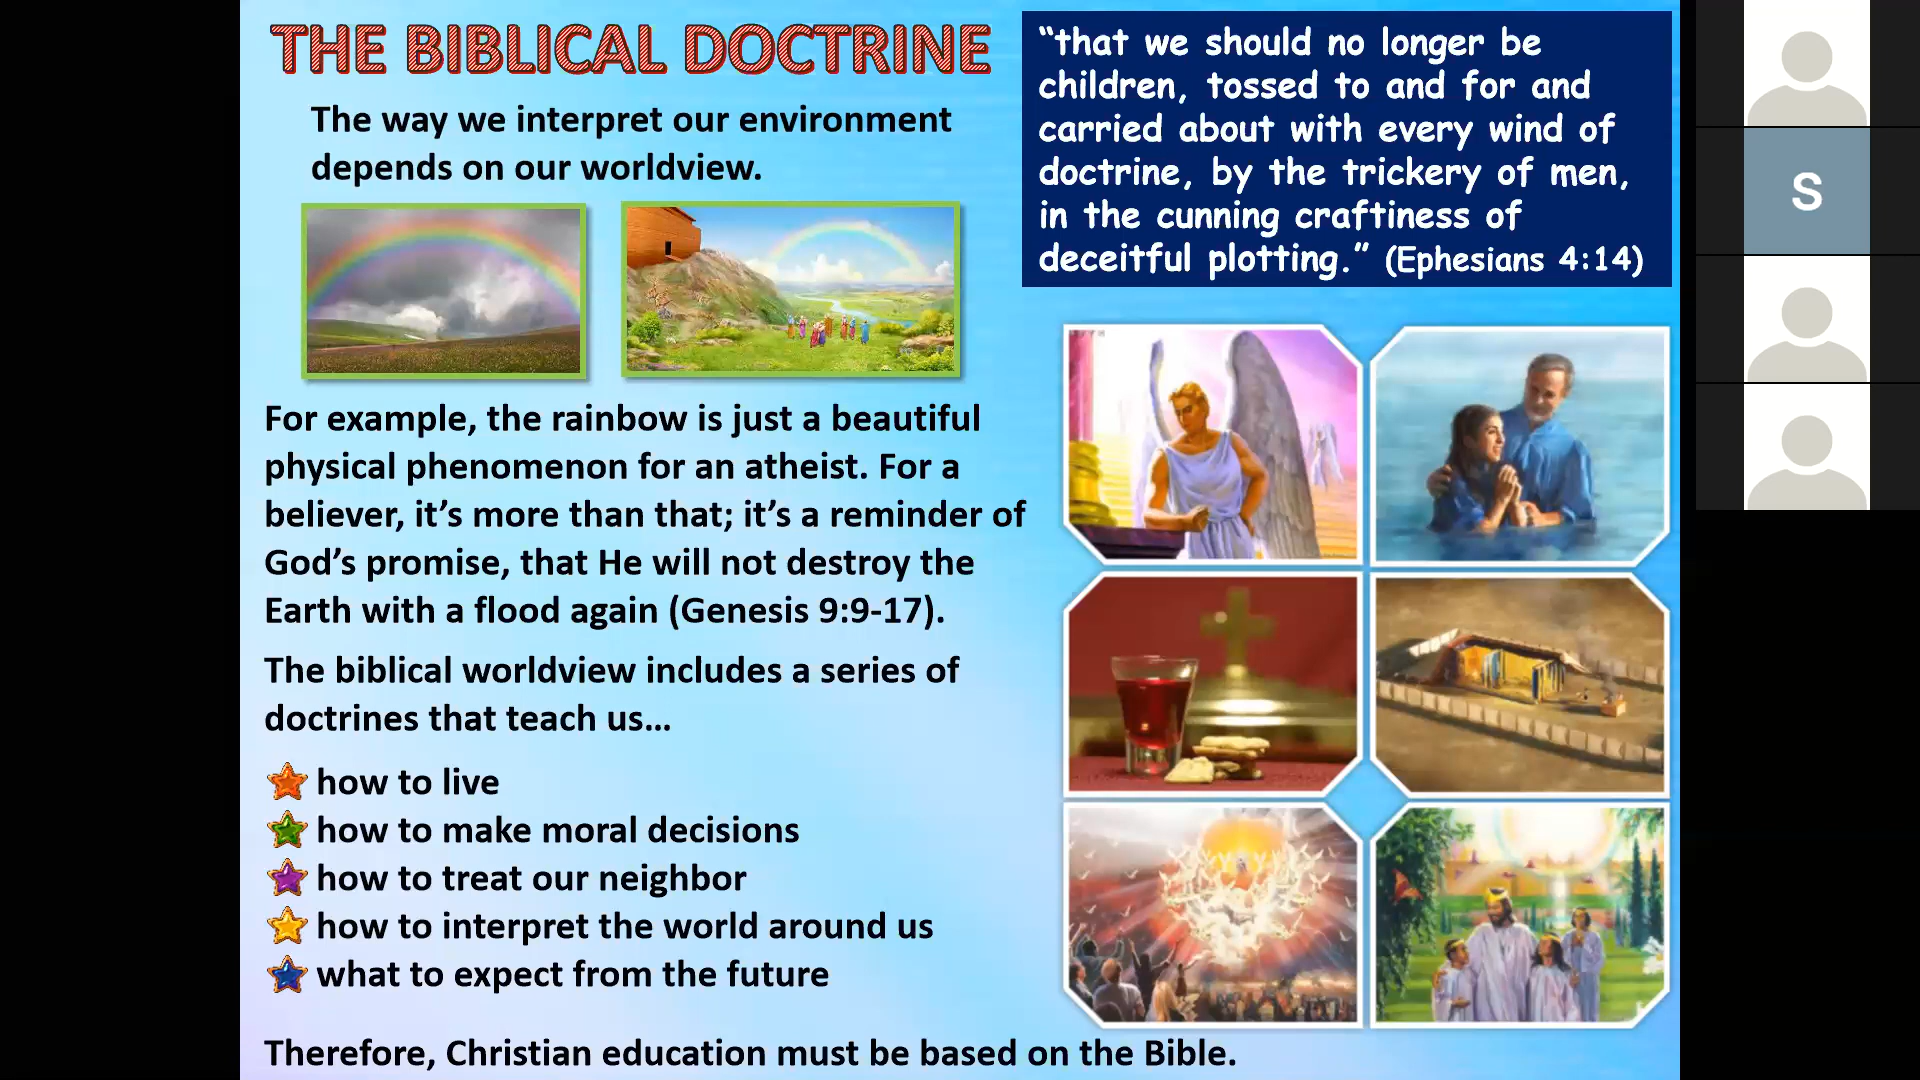 THE BIBLICAL DOCTRINE
The way we interpret our environment
depends on our worldview.
For example, the rainbow is just a beautiful
physical phenomenon for an atheist. For a
believer, it’s more than that; it’s a reminder of
God’s promise, that He will not destroy the
Earth with a flood again (Genesis 9:9-17).
The biblical worldview includes a series of
doctrines that teach us...
how to live
how to make moral decisions
how to treat our neighbor
how to interpret the world around us
what to expect from the future
Therefore, Christian education must be based on the Bible.
“that we should no longer be
children, tossed to and for and
carried about with every wind of
doctrine, by the trickery of men,
in the cunning craftiness of
deceitful plotting.” (Ephesians 4:14)
S